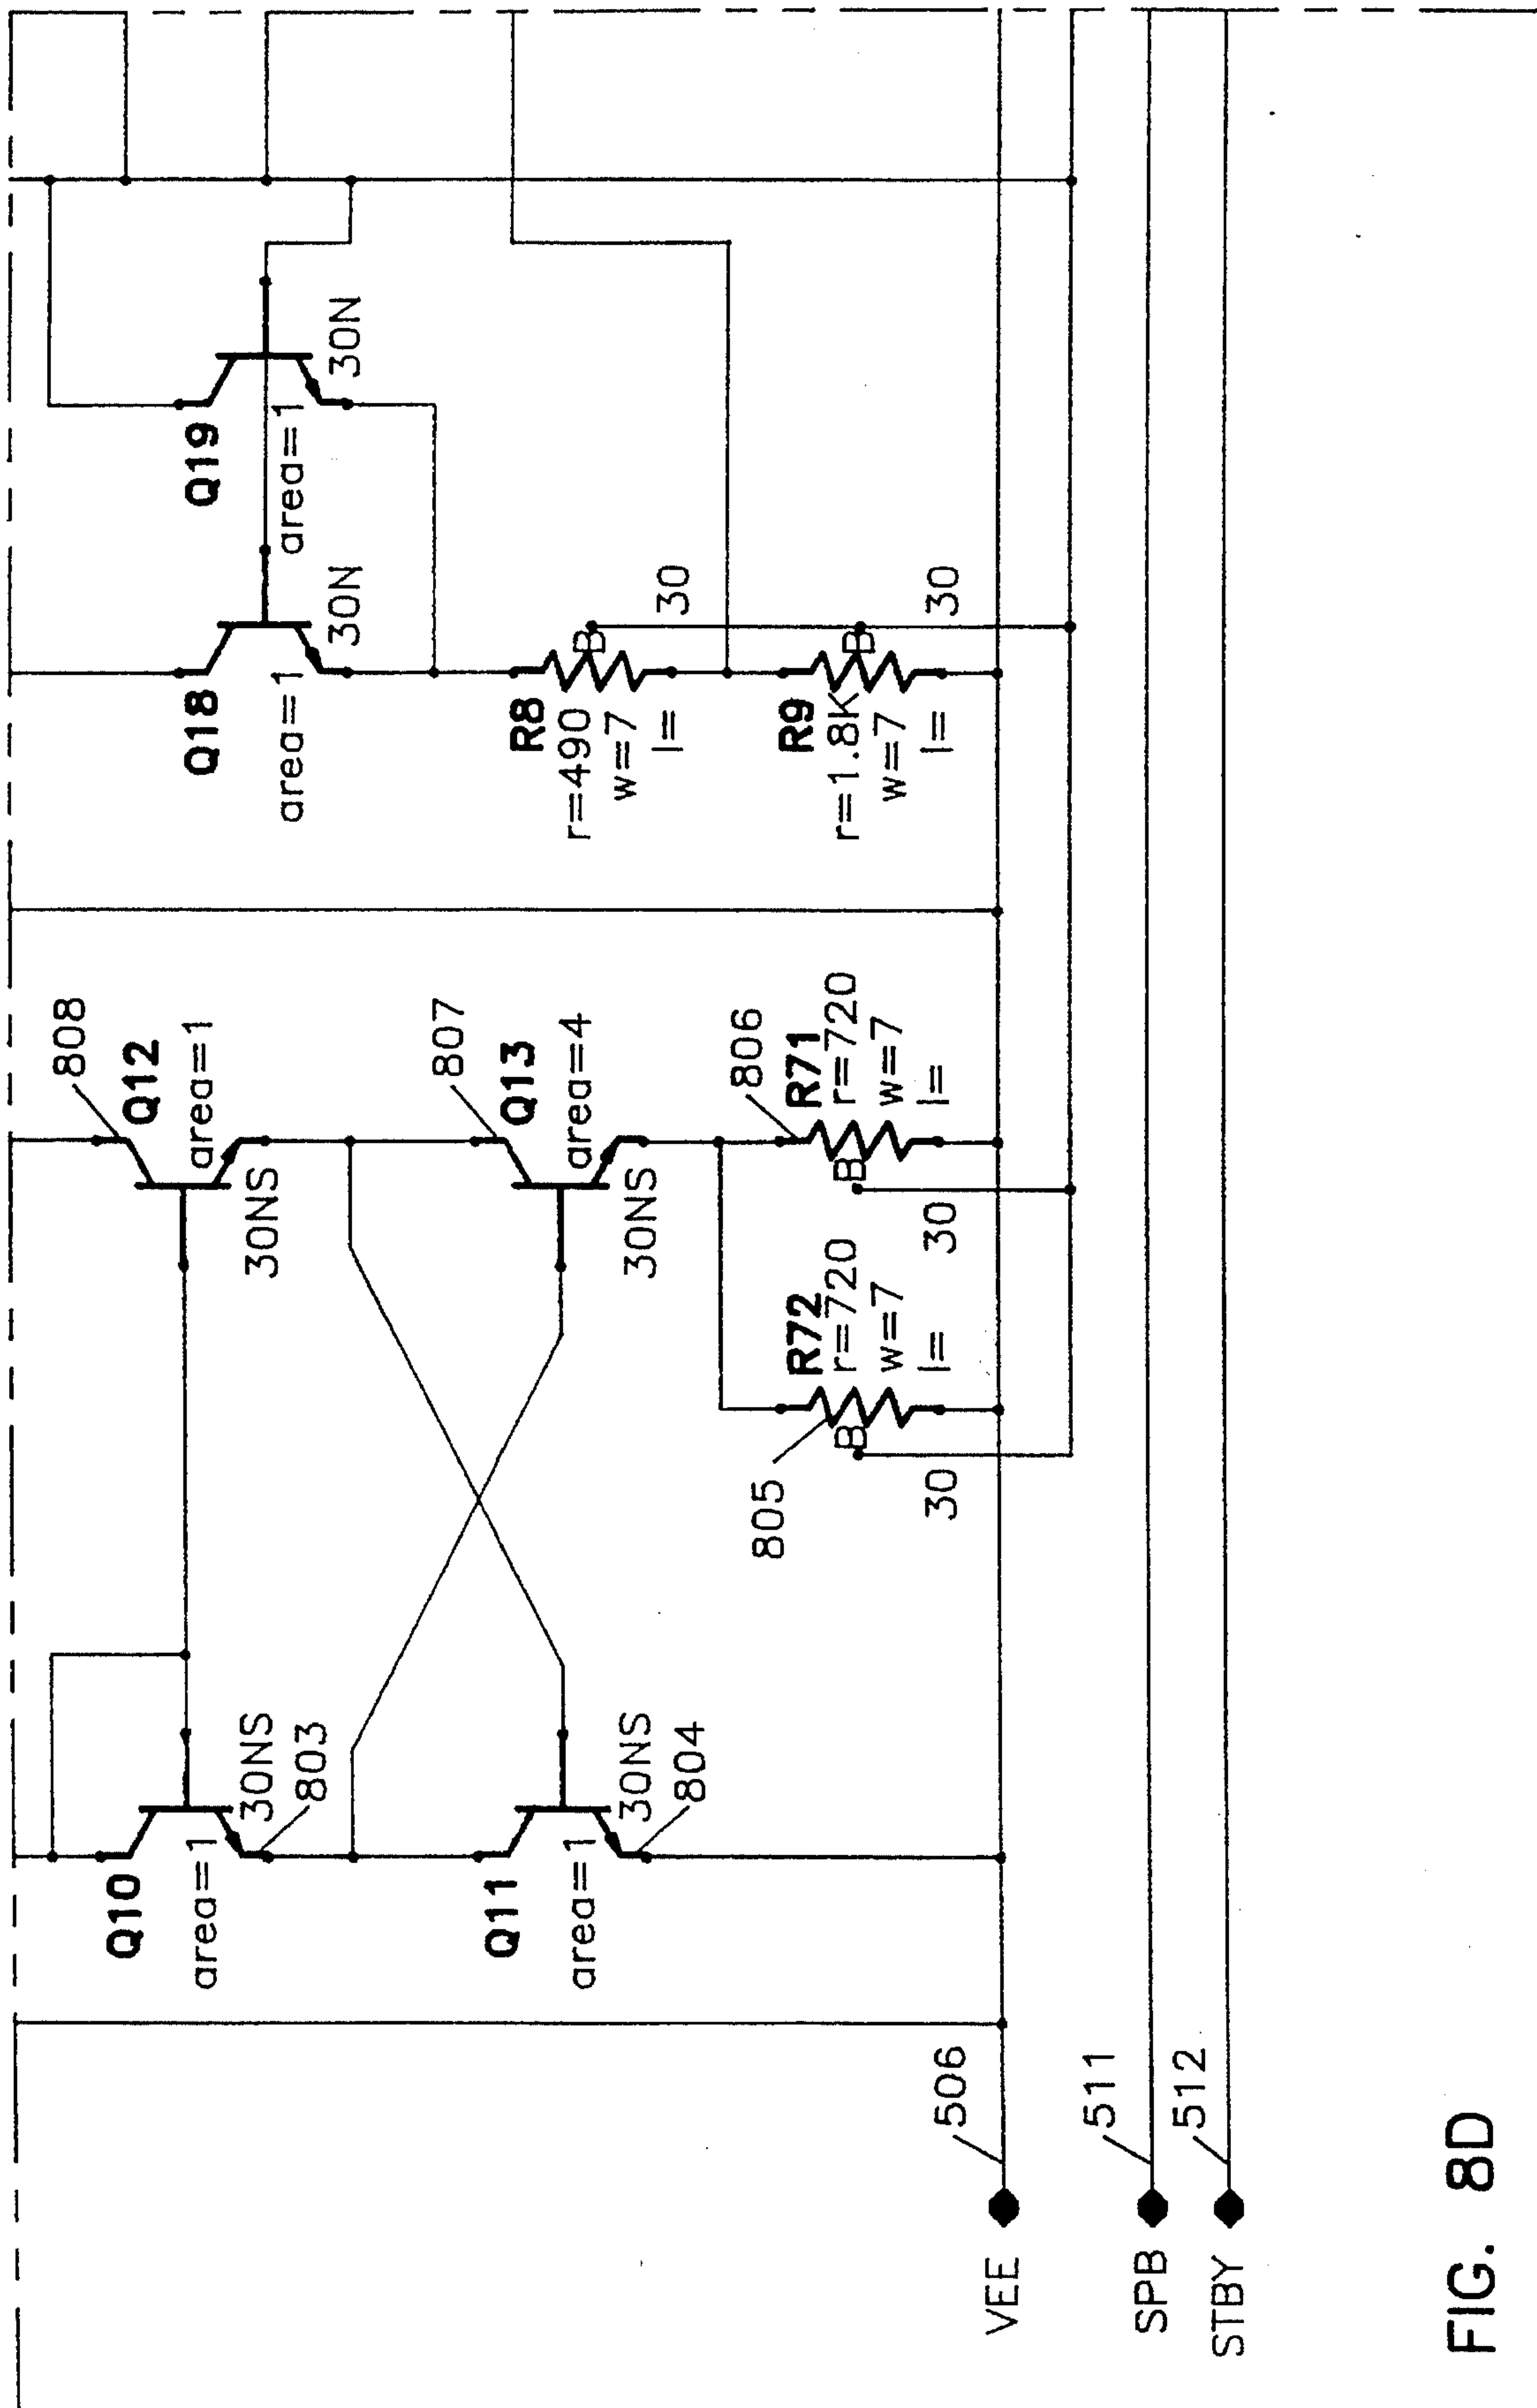 808
Q12
area=1
30NS
Q10
area=1
30NS
803
807
Q13
area=4
30NS
Q11
area=1
30NS
804
806
R71
r=720
w=7
l=
B
30
805
R72
r=720
w=7
l=
B
30
Q18
area=1
30N
Q19
area=1
30N
R8
r=490
w=7
l=
B
30
R9
r=1.8K
w=7
l=
B
30
VEE
506
SPB
511
STBY
512
FIG. 8D